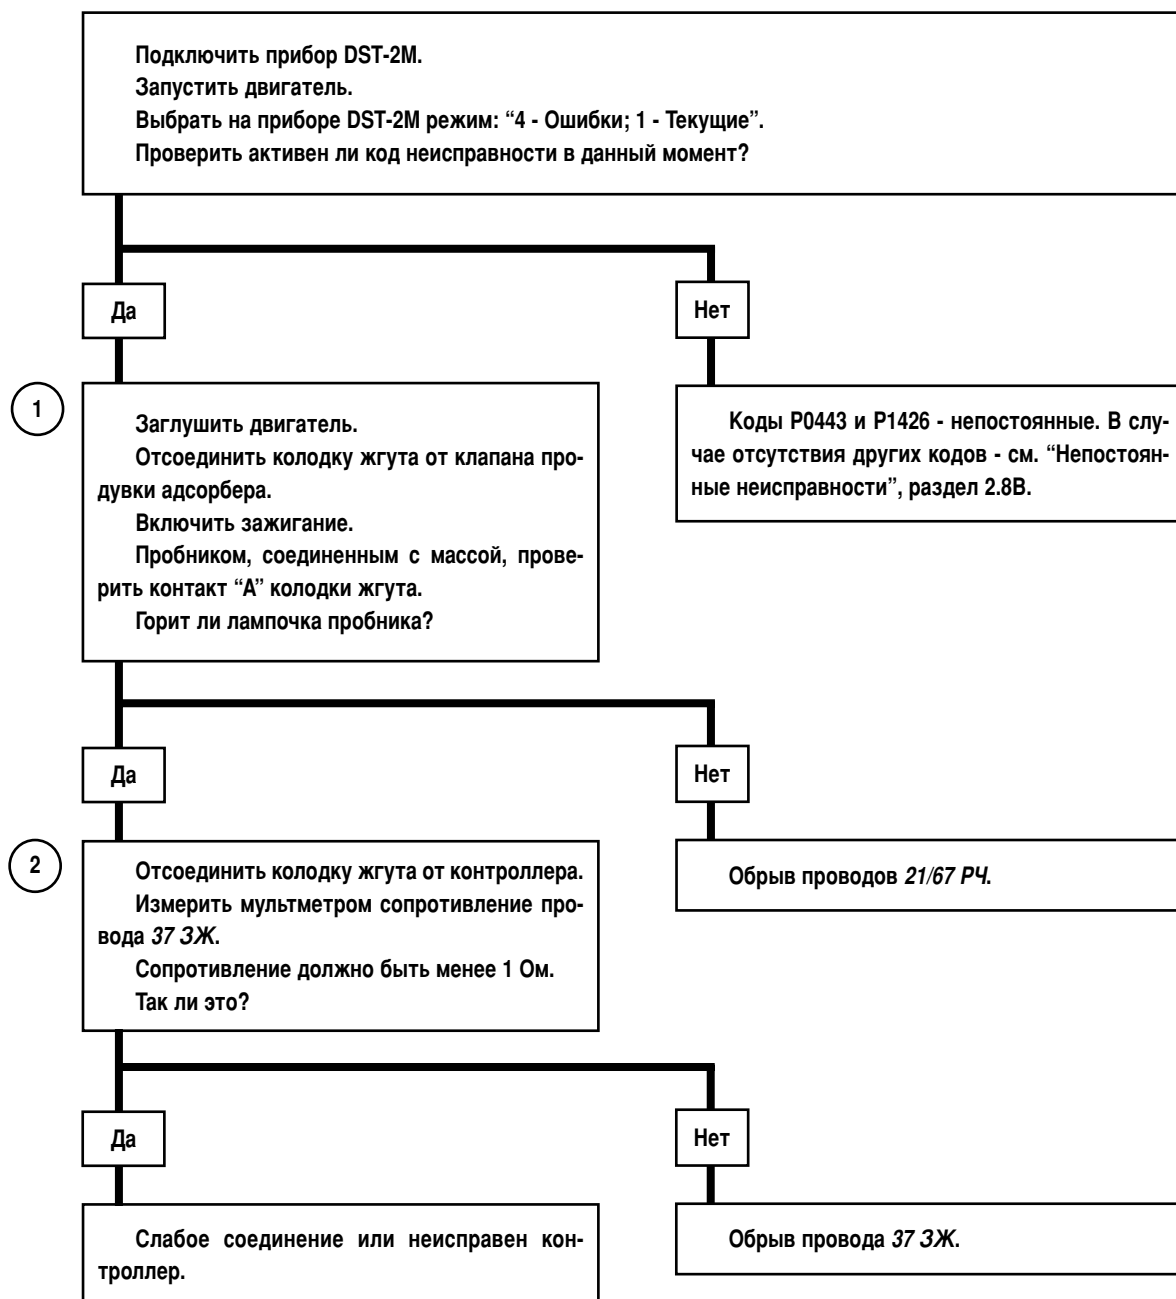 Подключить прибор DST-2М.
Запустить двигатель.
Выбрать на приборе DST-2М режим: “4 - Ошибки; 1 - Текущие”.
Проверить активен ли код неисправности в данный момент?
Да
Нет
1
Заглушить двигатель.
Отсоединить колодку жгута от клапана про-
дувки адсорбера.
Включить зажигание.
Пробником, соединенным с массой, прове-
рить контакт “А” колодки жгута.
Горит ли лампочка пробника?
Коды Р0443 и Р1426 - непостоянные. В слу-
чае отсутствия других кодов - см. “Непостоян-
ные неисправности”, раздел 2.8В.
Да
Нет
2
Отсоединить колодку жгута от контроллера.
Измерить мультметром сопротивление про-
вода 37 ЗЖ.
Сопротивление должно быть менее 1 Ом.
Так ли это?
Обрыв проводов 21/67 РЧ.
Да
Нет
Слабое соединение или неисправен кон-
троллер.
Обрыв провода 37 ЗЖ.